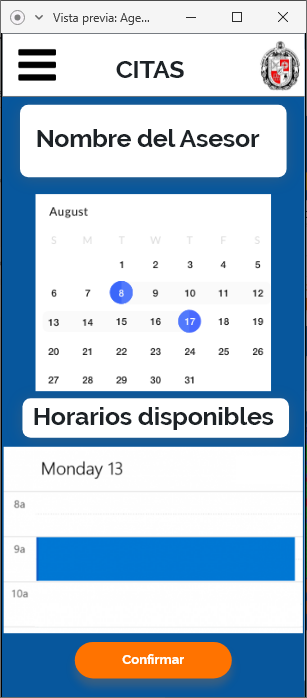 Vista previa: Age...
CITAS
Nombre del Asesor
August
S M T W T F S
1 2 3 4 5
6 7 8 9 10 11 12
13 14 15 16 17 18 19
20 21 22 23 24 25 26
27 28 29 30 31
Horarios disponibles
Monday 13
8a
9a
10a
Confirmar